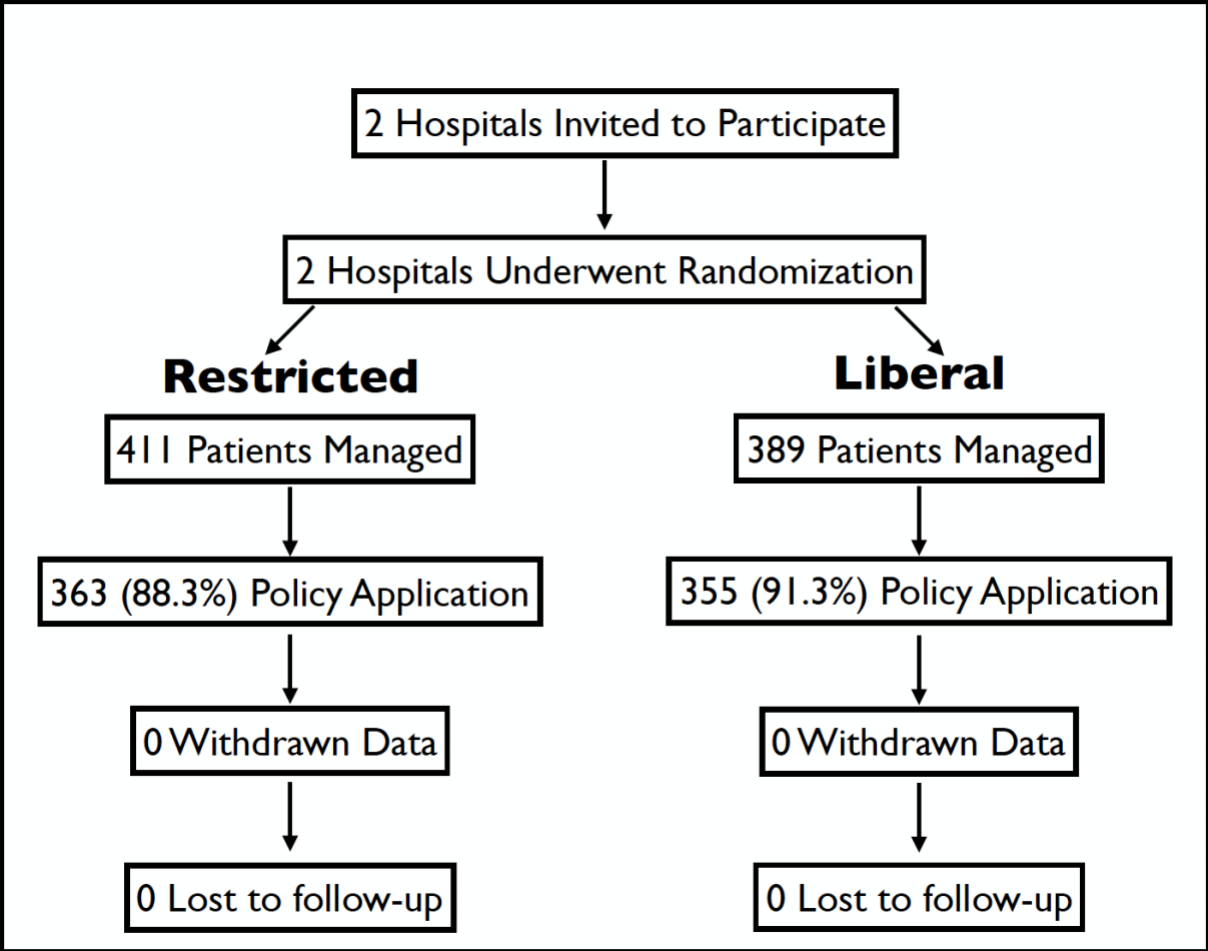 2 Hospitals Invited to Participate
2 Hospitals Underwent Randomization
Restricted
411 Patients Managed
363 (88.3%) Policy Application
0 Withdrawn Data
0 Lost to follow-up
Liberal
389 Patients Managed
355 (91.3%) Policy Application
0 Withdrawn Data
0 Lost to follow-up